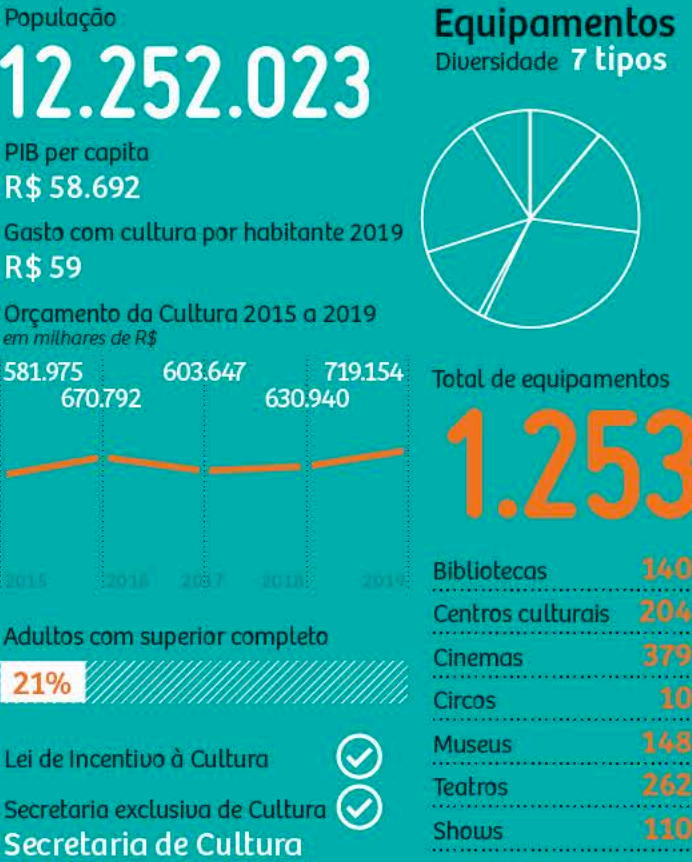 População
12.252.023
PIB per capita
R$ 58.692
Gasto com cultura por habitante 2019
R$ 59
Orçamento da Cultura 2015 a 2019
em milhares de R$
581.975
670.792
603.647
630.940
719.154
2015
2016
2017
2018
2019
Adultos com superior completo
21%
Lei de Incentivo à Cultura
Secretaria exclusiva de Cultura
Secretaria de Cultura
Equipamentos
Diversidade 7 tipos
Total de equipamentos
1.253
Bibliotecas 140
Centros culturais 204
Cinemas 379
Circos 10
Museus 148
Teatros 262
Shows 110